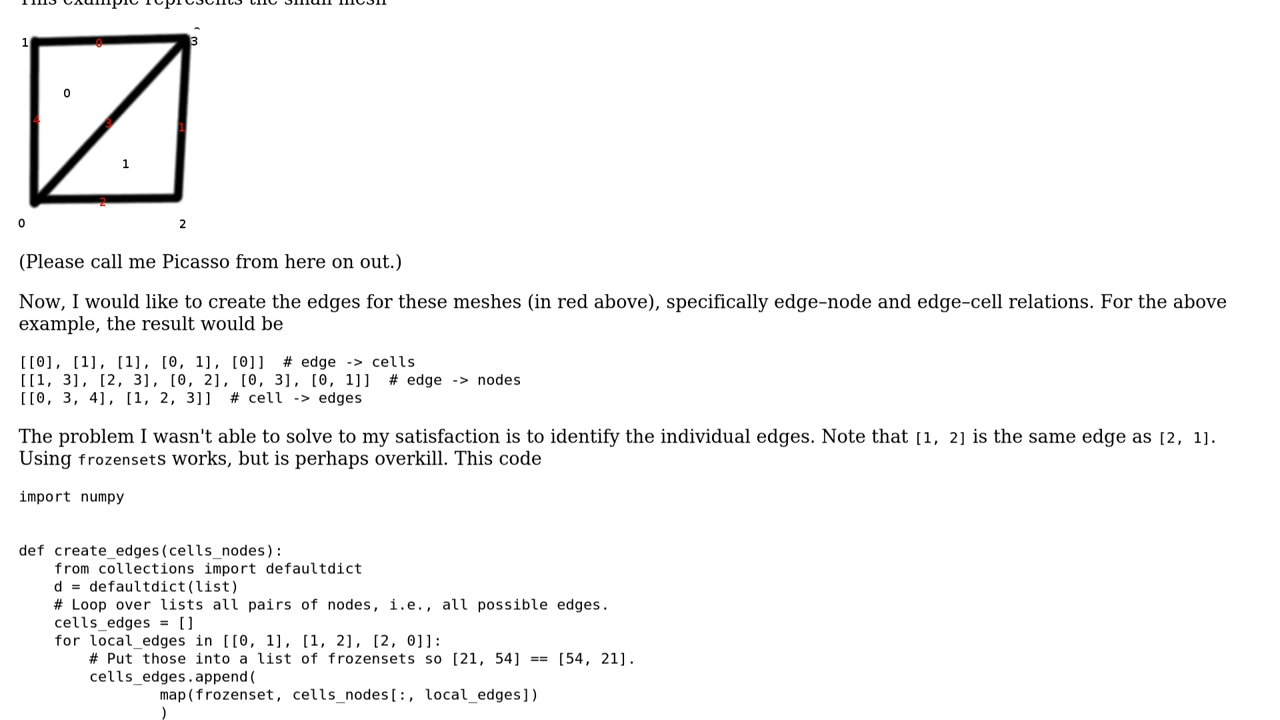 This example represents the small mesh
1 0 3
0
4 3 1
1
2
0 2
(Please call me Picasso from here on out.)
Now, I would like to create the edges for these meshes (in red above), specifically edge–node and edge–cell relations. For the above
example, the result would be
[[0], [1], [1], [0, 1], [0]]  # edge -> cells
[[1, 3], [2, 3], [0, 2], [0, 3], [0, 1]]  # edge -> nodes
[[0, 3, 4], [1, 2, 3]]  # cell -> edges
The problem I wasn't able to solve to my satisfaction is to identify the individual edges. Note that [1, 2] is the same edge as [2, 1].
Using frozensets works, but is perhaps overkill. This code
import numpy
def create_edges(cells_nodes):
    from collections import defaultdict
    d = defaultdict(list)
    # Loop over lists all pairs of nodes, i.e., all possible edges.
    cells_edges = []
    for local_edges in [[0, 1], [1, 2], [2, 0]]:
        # Put those into a list of frozensets so [21, 54] == [54, 21].
        cells_edges.append(
                map(frozenset, cells_nodes[:, local_edges])
                )